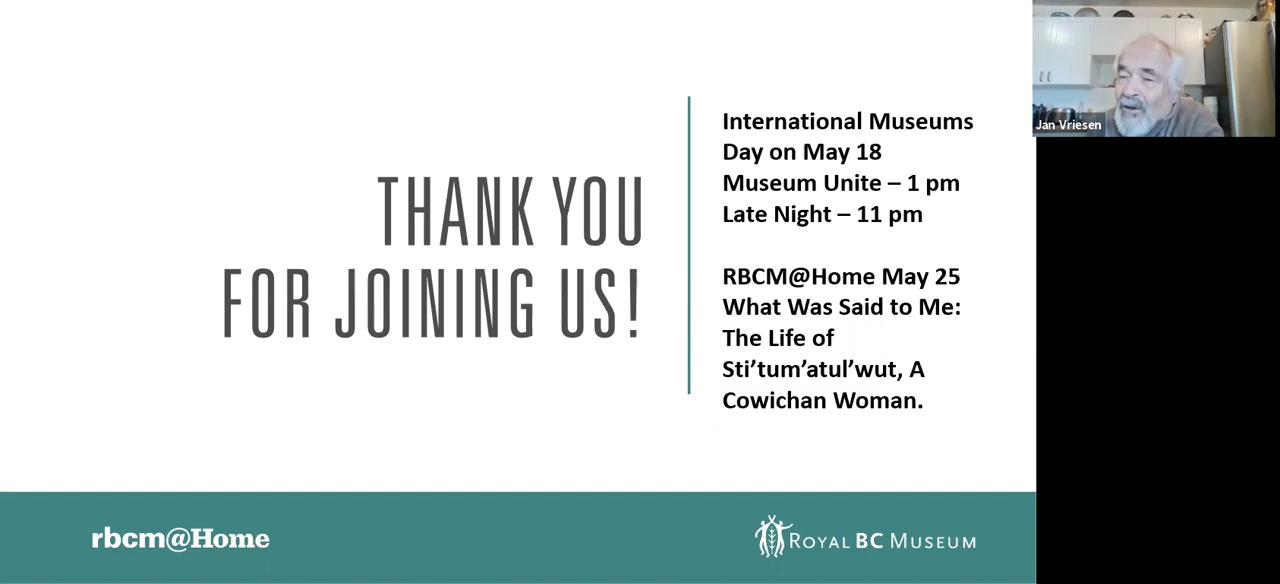 THANK YOU
FOR JOINING US!
International Museums
Day on May 18
Museum Unite – 1 pm
Late Night – 11 pm
RBCM@Home May 25
What Was Said to Me:
The Life of
Sti’tum’atul’wut, A
Cowichan Woman.
Jan Vriesen
rbcm@Home
ROYAL BC MUSEUM